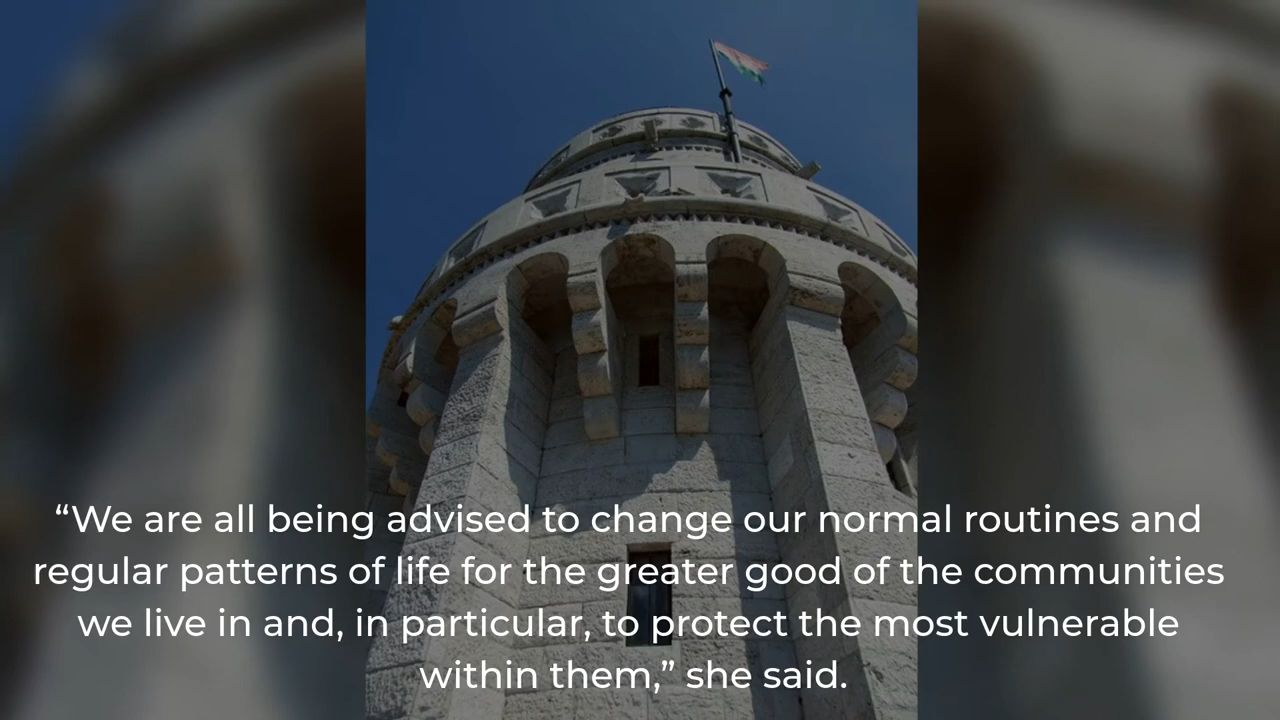 “We are all being advised to change our normal routines and
regular patterns of life for the greater good of the communities
we live in and, in particular, to protect the most vulnerable
within them,” she said.